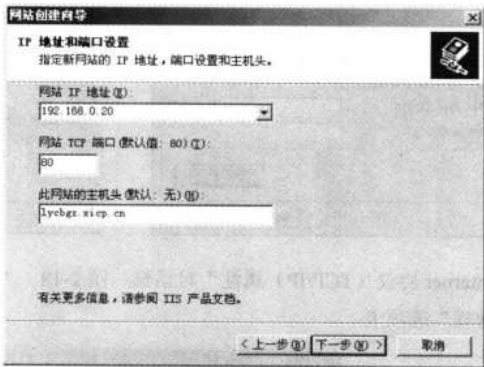 网站创建向导
IP 地址和端口设置
指定新网站的 IP 地址，端口设置和主机头。
网站 IP 地址(E):
192.168.0.20
网站 TCP 端口(默认值: 80)(T):
80
此网站的主机头(默认: 无)(H):
lycbgz.xicp.cn
有关更多信息，请参阅 IIS 产品文档。
< 上一步(B)
下一步(N) >
取消